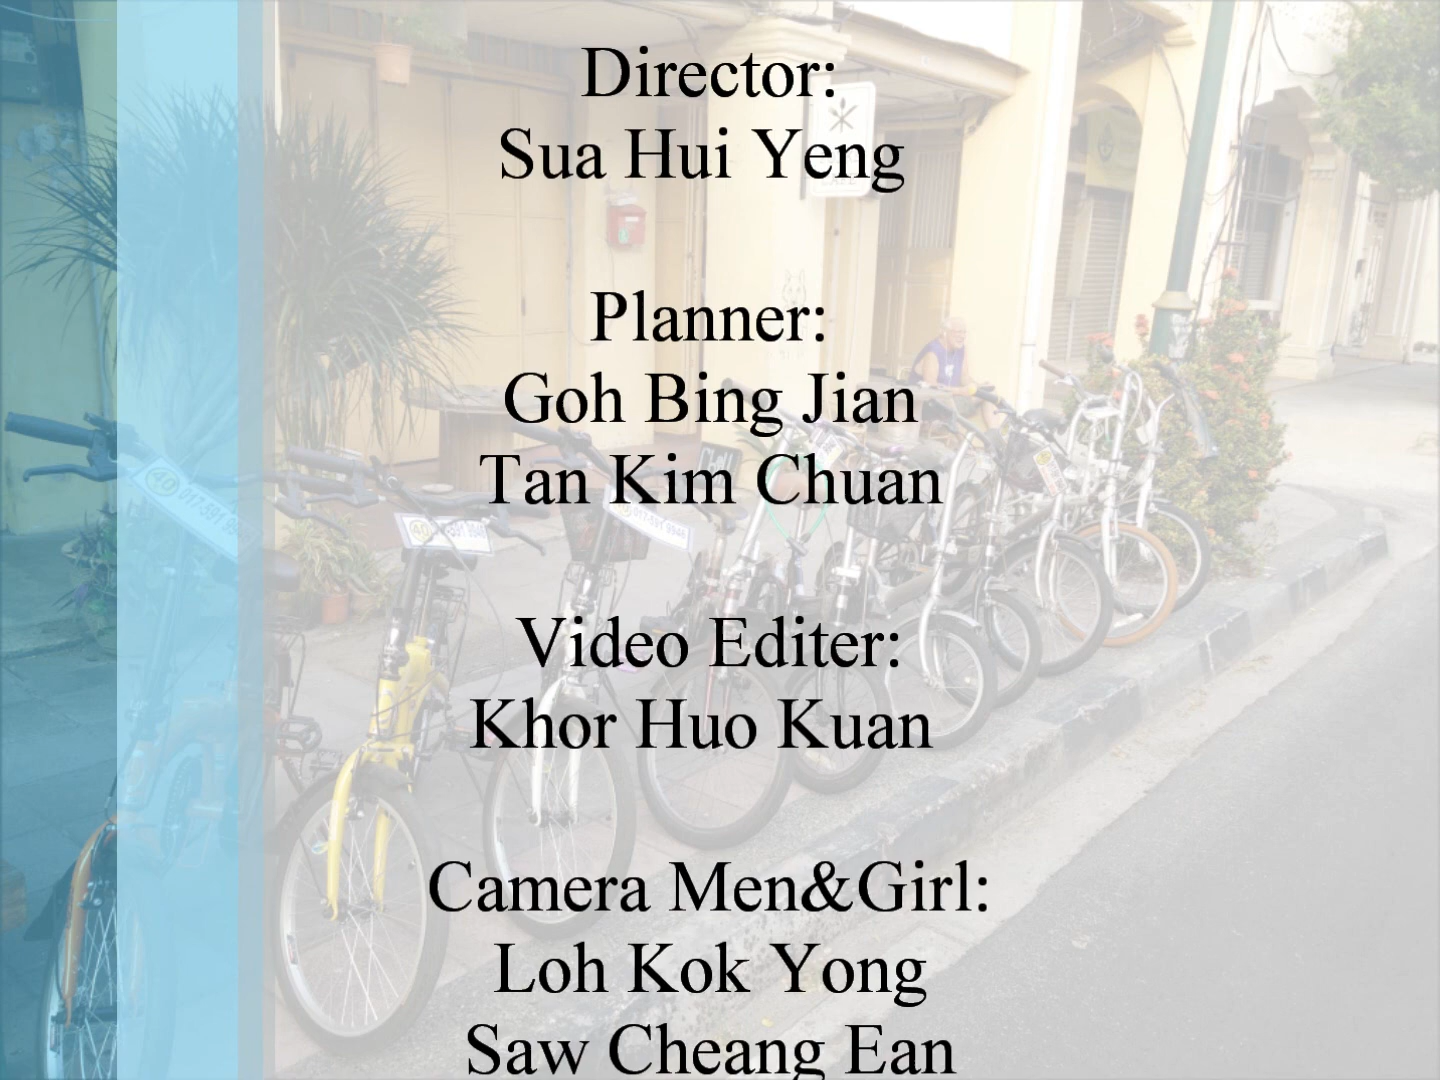 Director:
Sua Hui Yeng
Planner:
Goh Bing Jian
Tan Kim Chuan
Video Editer:
Khor Huo Kuan
Camera Men&Girl:
Loh Kok Yong
Saw Cheang Ean